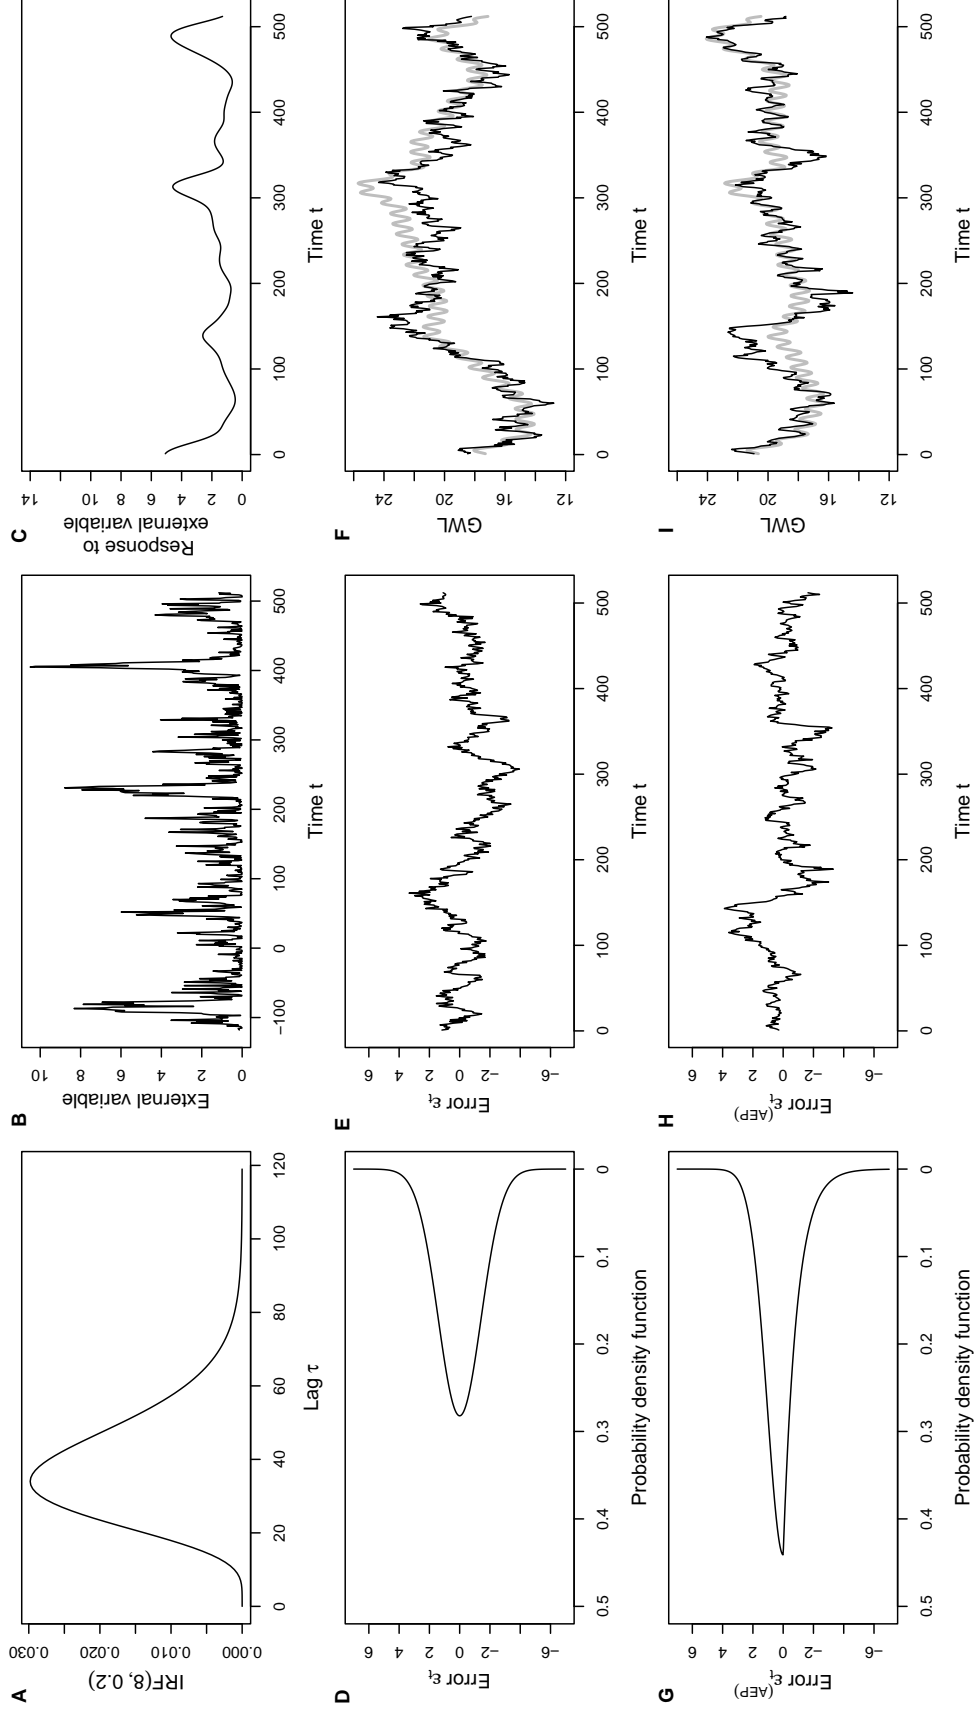 A
IRF(8, 0.2)
0.030
0.020
0.010
0.000
0 20 40 60 80 100 120
Lag τ
B
External variable
10
8
6
4
2
0
−100 0 100 200 300 400 500
Time t
C
Response to
external variable
14
10
8
6
4
2
0
0 100 200 300 400 500
Time t
D
Error εt
6
4
2
0
−2
−6
0.5 0.4 0.3 0.2 0.1 0
Probability density function
E
Error εt
6
4
2
0
−2
−6
0 100 200 300 400 500
Time t
F
GWL
24
20
16
12
0 100 200 300 400 500
Time t
G
Error εt(AEP)
6
4
2
0
−2
−6
0.5 0.4 0.3 0.2 0.1 0
Probability density function
H
Error εt(AEP)
6
4
2
0
−2
−6
0 100 200 300 400 500
Time t
I
GWL
24
20
16
12
0 100 200 300 400 500
Time t